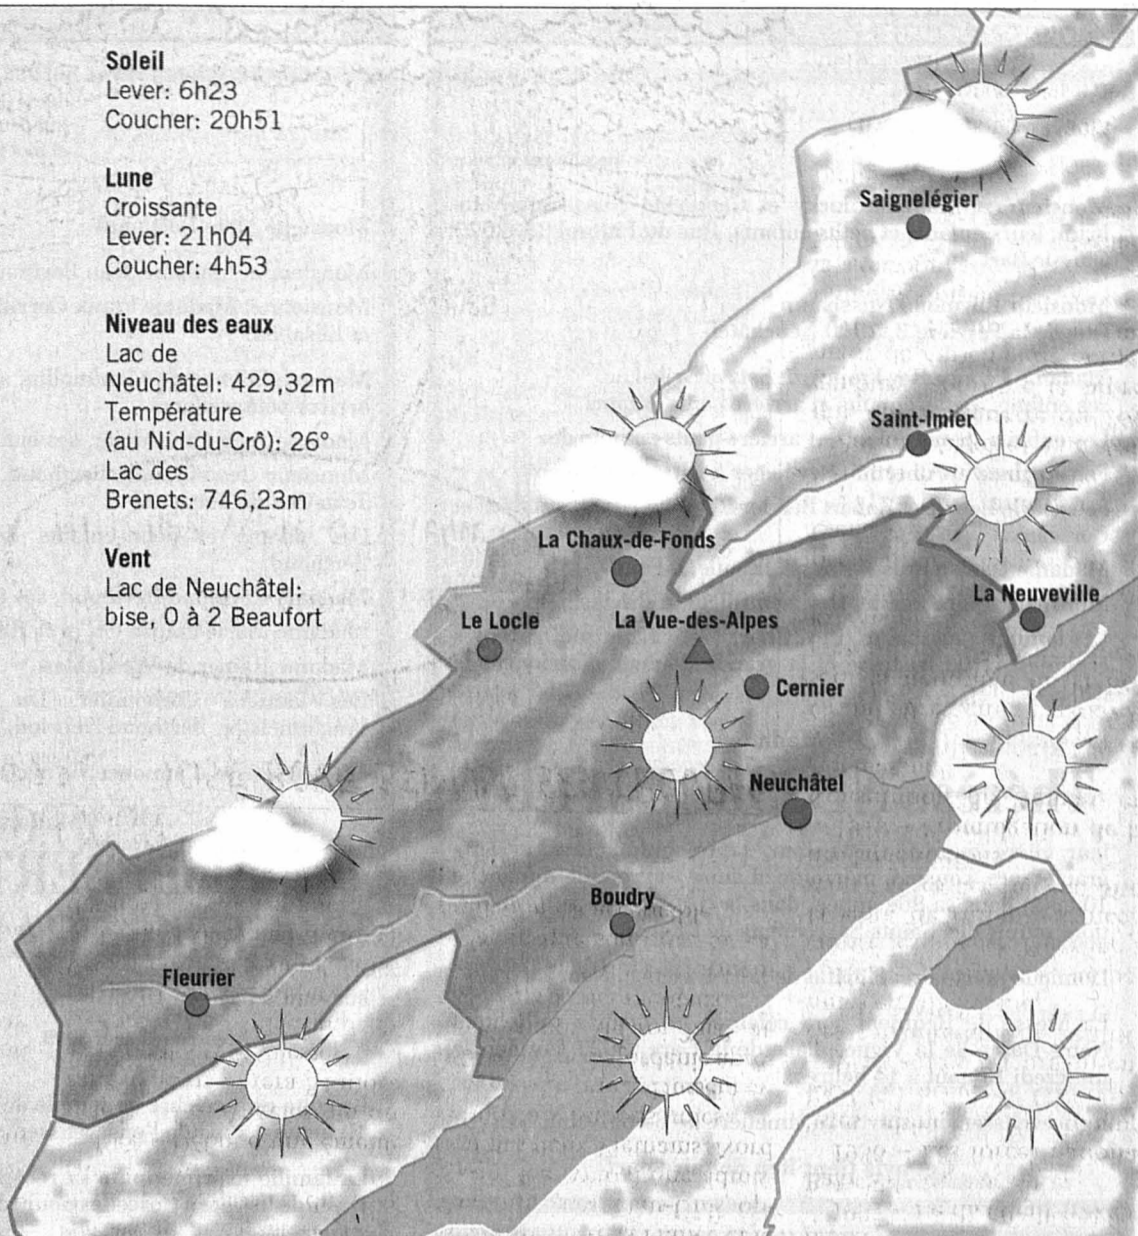 Soleil
Lever: 6h23
Coucher: 20h51
Lune
Croissante
Lever: 21h04
Coucher: 4h53
Niveau des eaux
Lac de
Neuchâtel: 429,32m
Température
(au Nid-du-Crô): 26°
Lac des
Brenets: 746,23m
Vent
Lac de Neuchâtel:
bise, 0 à 2 Beaufort
Saignelégier
Saint-Imier
La Chaux-de-Fonds
La Neuveville
Le Locle
La Vue-des-Alpes
Cernier
Neuchâtel
Boudry
Fleurier